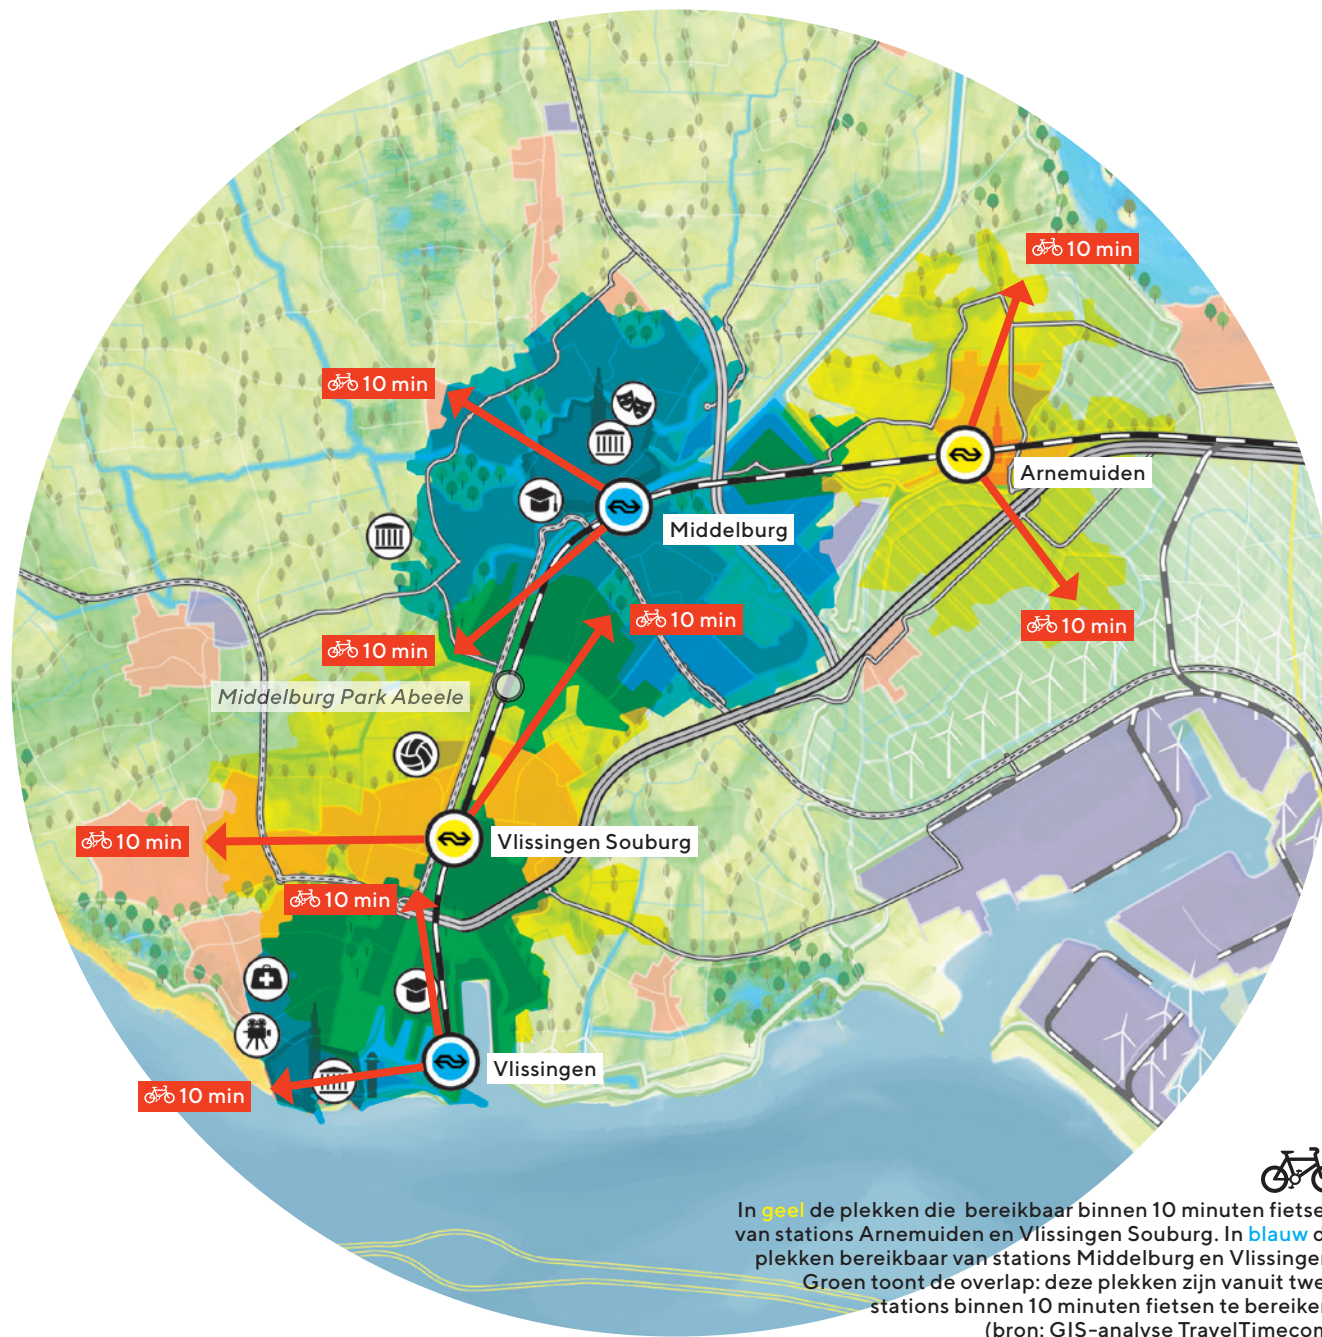 10 min
10 min
Arnemuiden
Middelburg
10 min
10 min
10 min
Middelburg Park Abeele
10 min
Vlissingen Souburg
10 min
Vlissingen
10 min
In geel de plekken die bereikbaar binnen 10 minuten fietse
van stations Arnemuiden en Vlissingen Souburg. In blauw d
plekken bereikbaar van stations Middelburg en Vlissinge
Groen toont de overlap: deze plekken zijn vanuit twe
stations binnen 10 minuten fietsen te bereike
(bron: GIS-analyse TravelTimecom